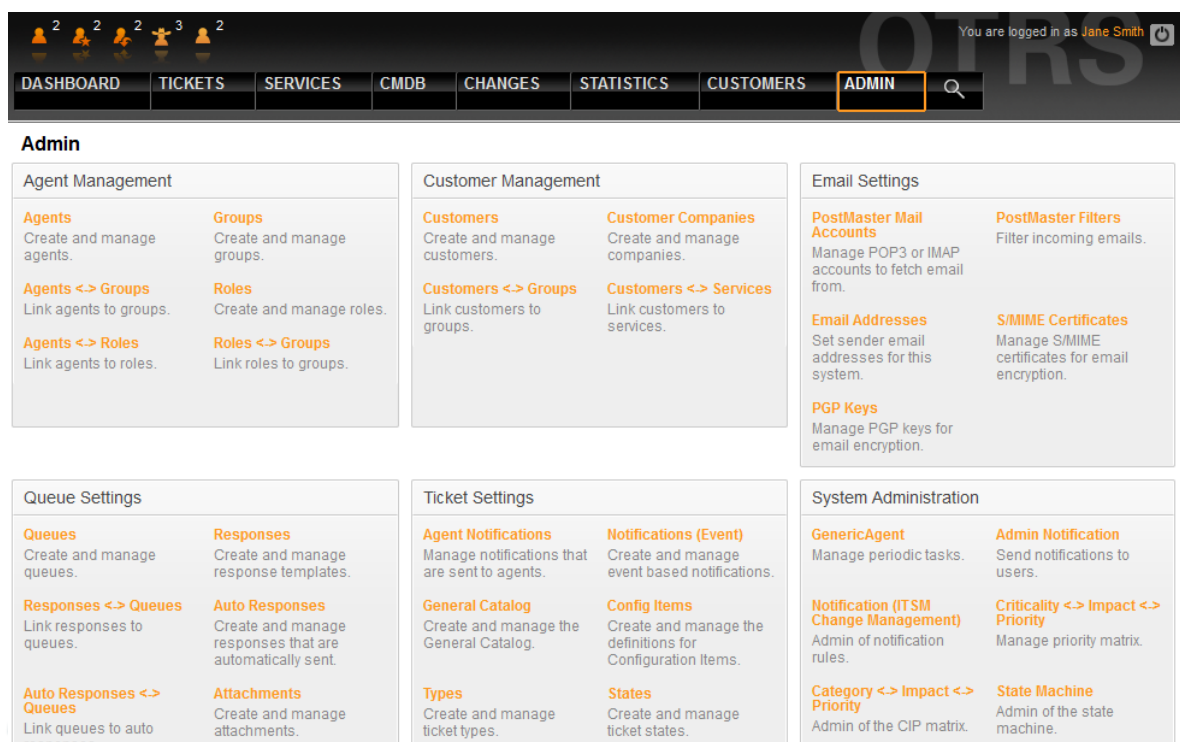 2 2 2 3 2
OTRS
You are logged in as Jane Smith
DASHBOARD TICKETS SERVICES CMDB CHANGES STATISTICS CUSTOMERS ADMIN
Admin
Agent Management
Agents
Create and manage
agents.
Groups
Create and manage
groups.
Agents <-> Groups
Link agents to groups.
Roles
Create and manage roles.
Agents <-> Roles
Link agents to roles.
Roles <-> Groups
Link roles to groups.
Customer Management
Customers
Create and manage
customers.
Customer Companies
Create and manage
companies.
Customers <-> Groups
Link customers to
groups.
Customers <-> Services
Link customers to
services.
Email Settings
PostMaster Mail
Accounts
Manage POP3 or IMAP
accounts to fetch email
from.
PostMaster Filters
Filter incoming emails.
Email Addresses
Set sender email
addresses for this
system.
S/MIME Certificates
Manage S/MIME
certificates for email
encryption.
PGP Keys
Manage PGP keys for
email encryption.
Queue Settings
Queues
Create and manage
queues.
Responses
Create and manage
response templates.
Responses <-> Queues
Link responses to
queues.
Auto Responses
Create and manage
responses that are
automatically sent.
Auto Responses <->
Queues
Link queues to auto
Attachments
Create and manage
attachments.
Ticket Settings
Agent Notifications
Manage notifications that
are sent to agents.
Notifications (Event)
Create and manage
event based notifications.
General Catalog
Create and manage the
General Catalog.
Config Items
Create and manage the
definitions for
Configuration Items.
Types
Create and manage
ticket types.
States
Create and manage
ticket states.
System Administration
GenericAgent
Manage periodic tasks.
Admin Notification
Send notifications to
users.
Notification (ITSM
Change Management)
Admin of notification
rules.
Criticality <-> Impact <->
Priority
Manage priority matrix.
Category <-> Impact <->
Priority
Admin of the CIP matrix.
State Machine
Admin of the state
machine.